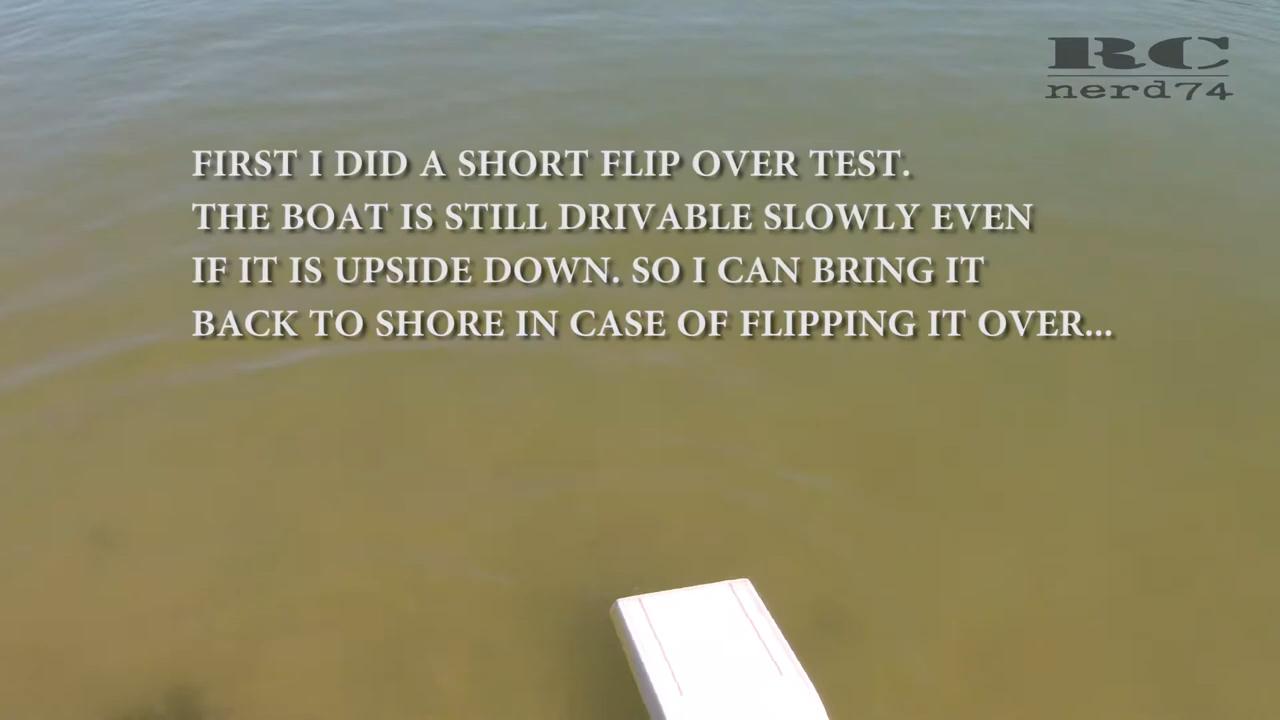 RC
nerd74
FIRST I DID A SHORT FLIP OVER TEST.
THE BOAT IS STILL DRIVABLE SLOWLY EVEN
IF IT IS UPSIDE DOWN. SO I CAN BRING IT
BACK TO SHORE IN CASE OF FLIPPING IT OVER...